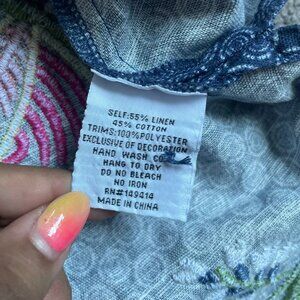 SELF:55% LINEN
45% COTTON
TRIMS:100%POLYESTER
EXCLUSIVE OF DECORATION
HAND WASH CO
HANG TO DRY
DO NOT BLEACH
NO IRON
RN#149414
MADE IN CHINA